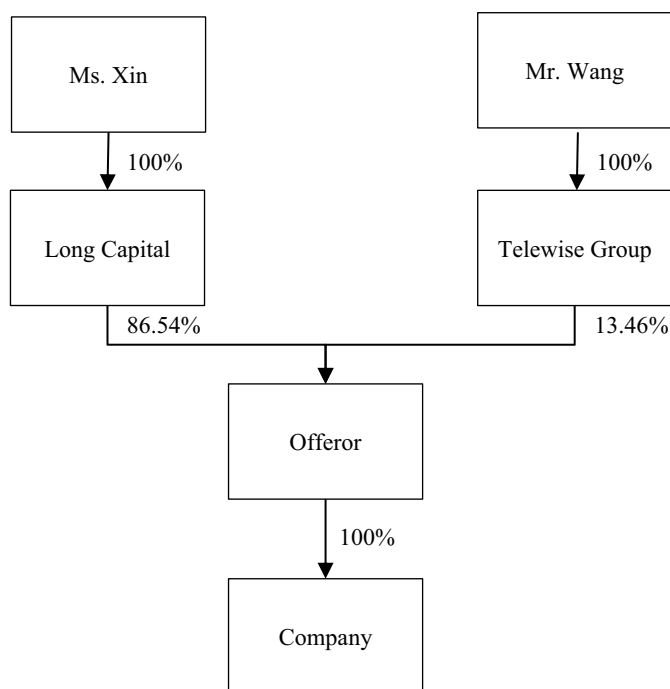 Ms. Xin
Mr. Wang
100%
100%
Long Capital
Telewise Group
86.54%
13.46%
Offeror
100%
Company